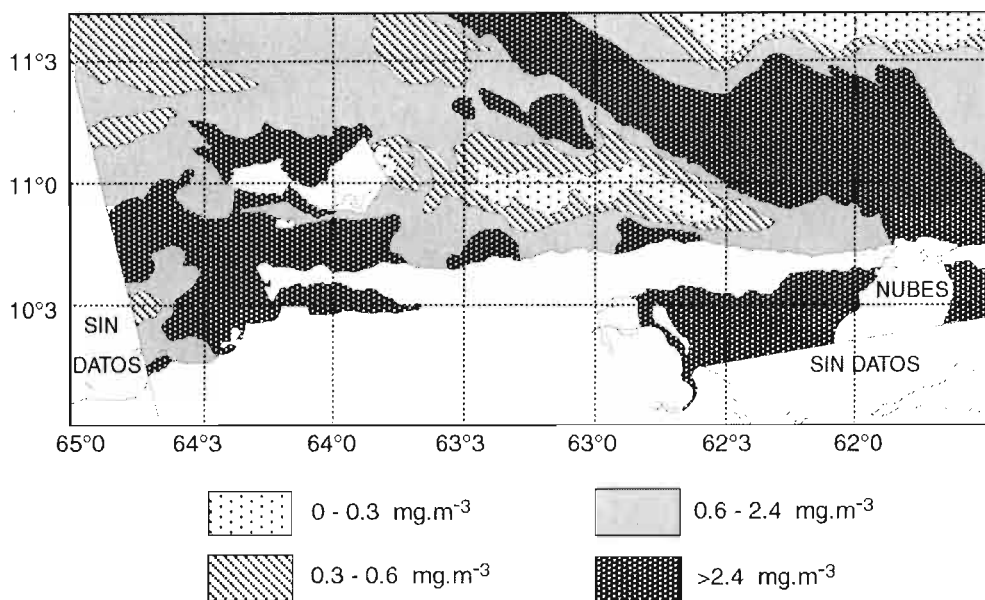 11°3
11°0
10°3
NUBES
SIN
DATOS
SIN DATOS
65°0 64°3 64°0 63°3 63°0 62°3 62°0
0 - 0.3 mg.m⁻³
0.6 - 2.4 mg.m⁻³
0.3 - 0.6 mg.m⁻³
>2.4 mg.m⁻³